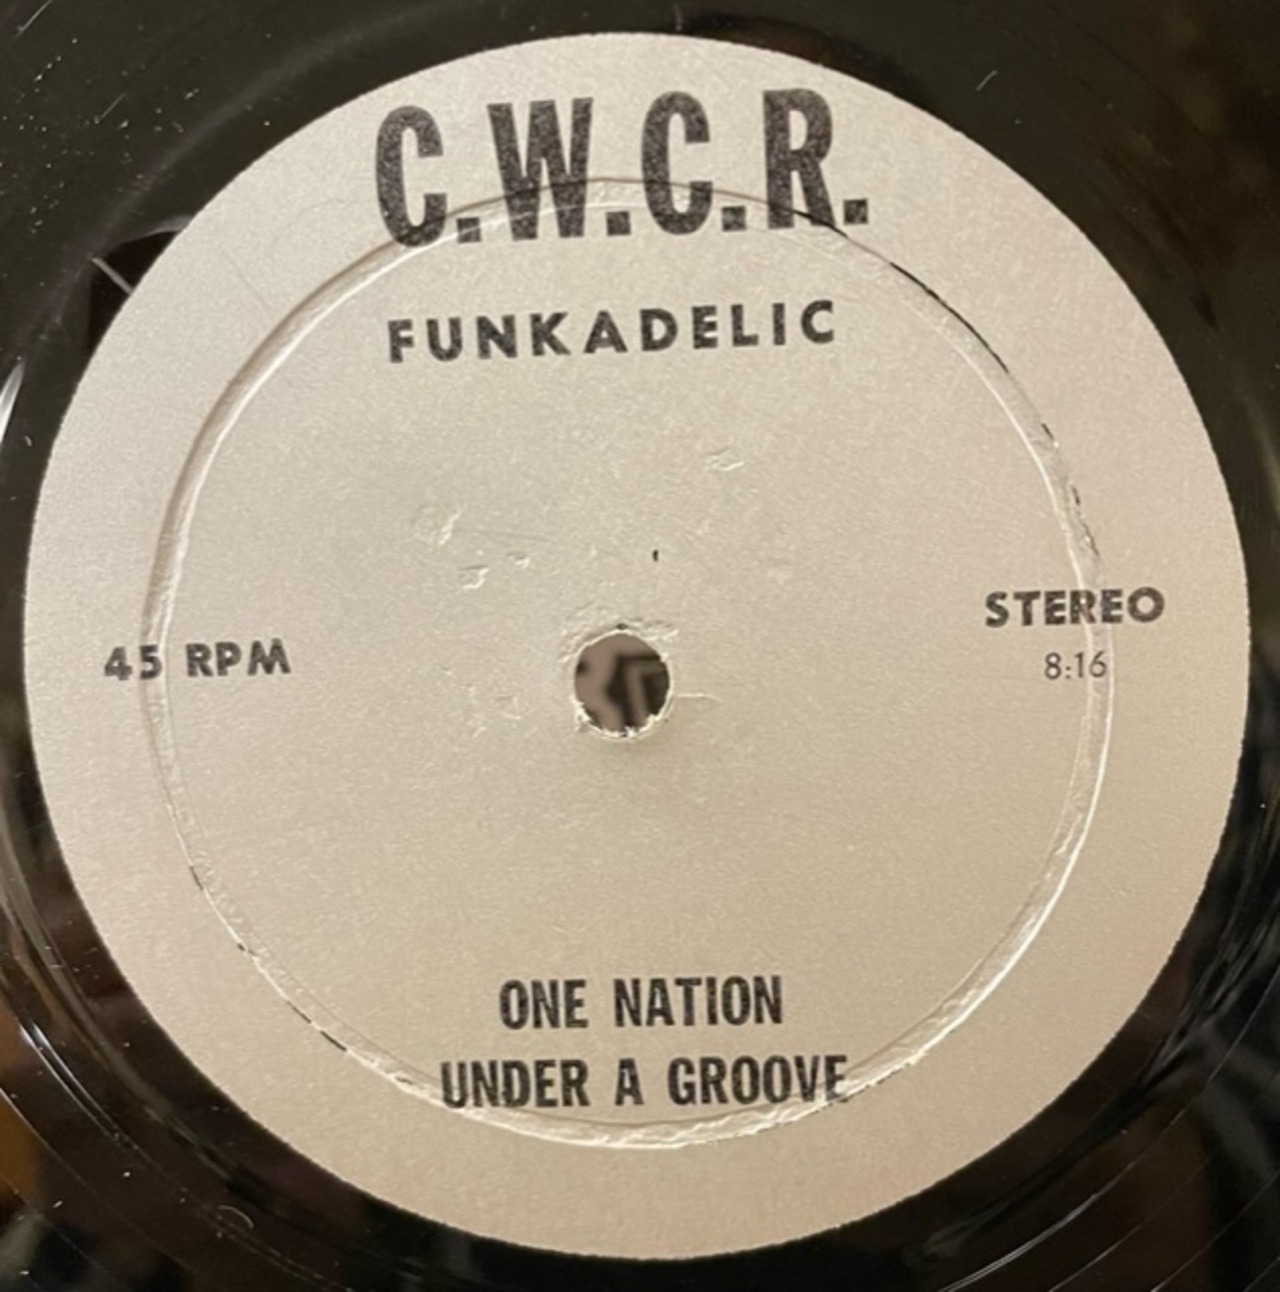 C.W.C.R.
FUNKADELIC
STEREO
45 RPM
8:16
ONE NATION
UNDER A GROOVE